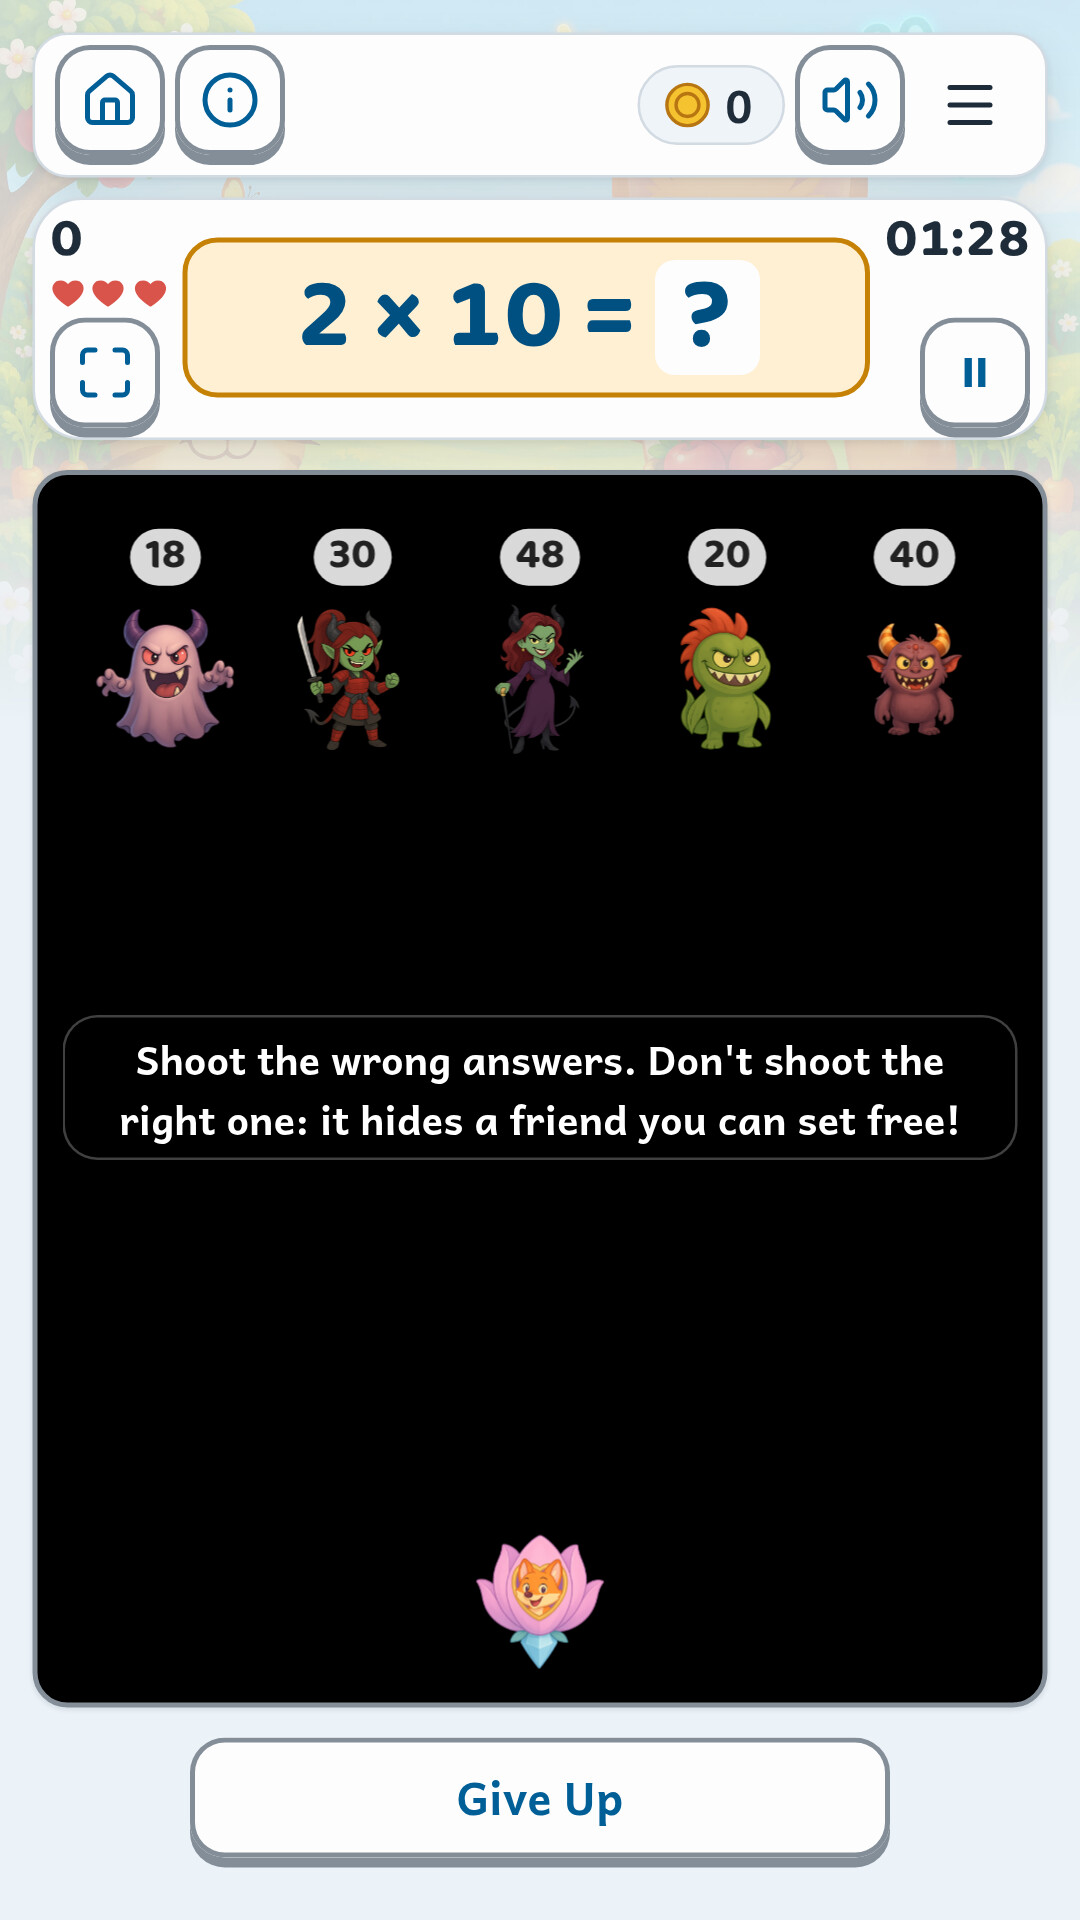 0
0
01:28
2 × 10 = ?
18
30
48
20
40
Shoot the wrong answers. Don't shoot the
right one: it hides a friend you can set free!
Give Up